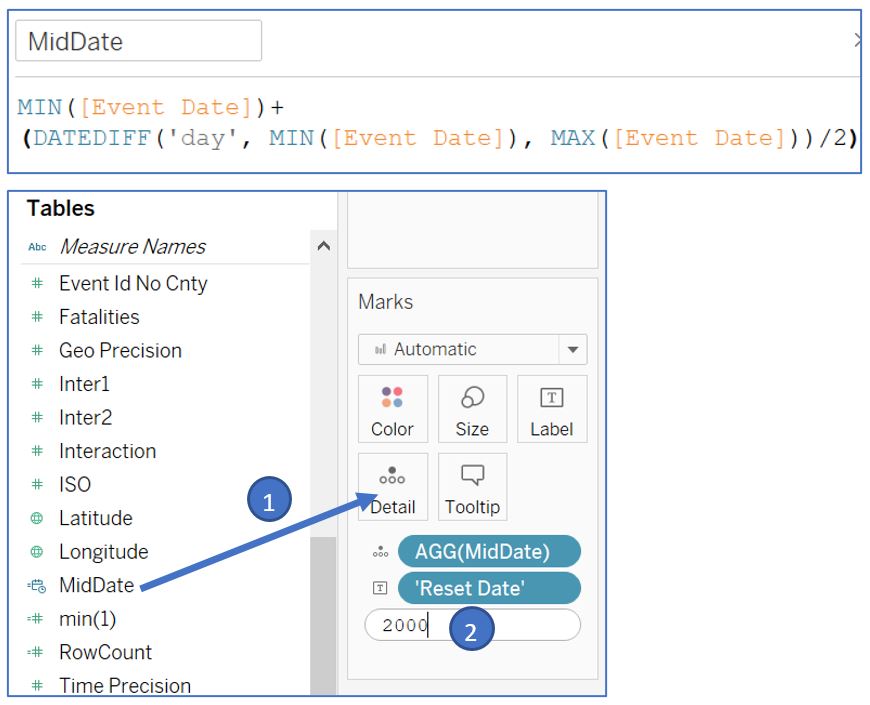 MidDate
MIN([Event Date])+
(DATEDIFF('day', MIN([Event Date]), MAX([Event Date]))/2)
Tables
Abc Measure Names
# Event Id No Cnty
# Fatalities
# Geo Precision
# Inter1
# Inter2
# Interaction
# ISO
Latitude
Longitude
MidDate
=# min(1)
=# RowCount
# Time Precision
1
Marks
Automatic
Color Size T Label
Detail Tooltip
AGG(MidDate)
T 'Reset Date'
2000 2